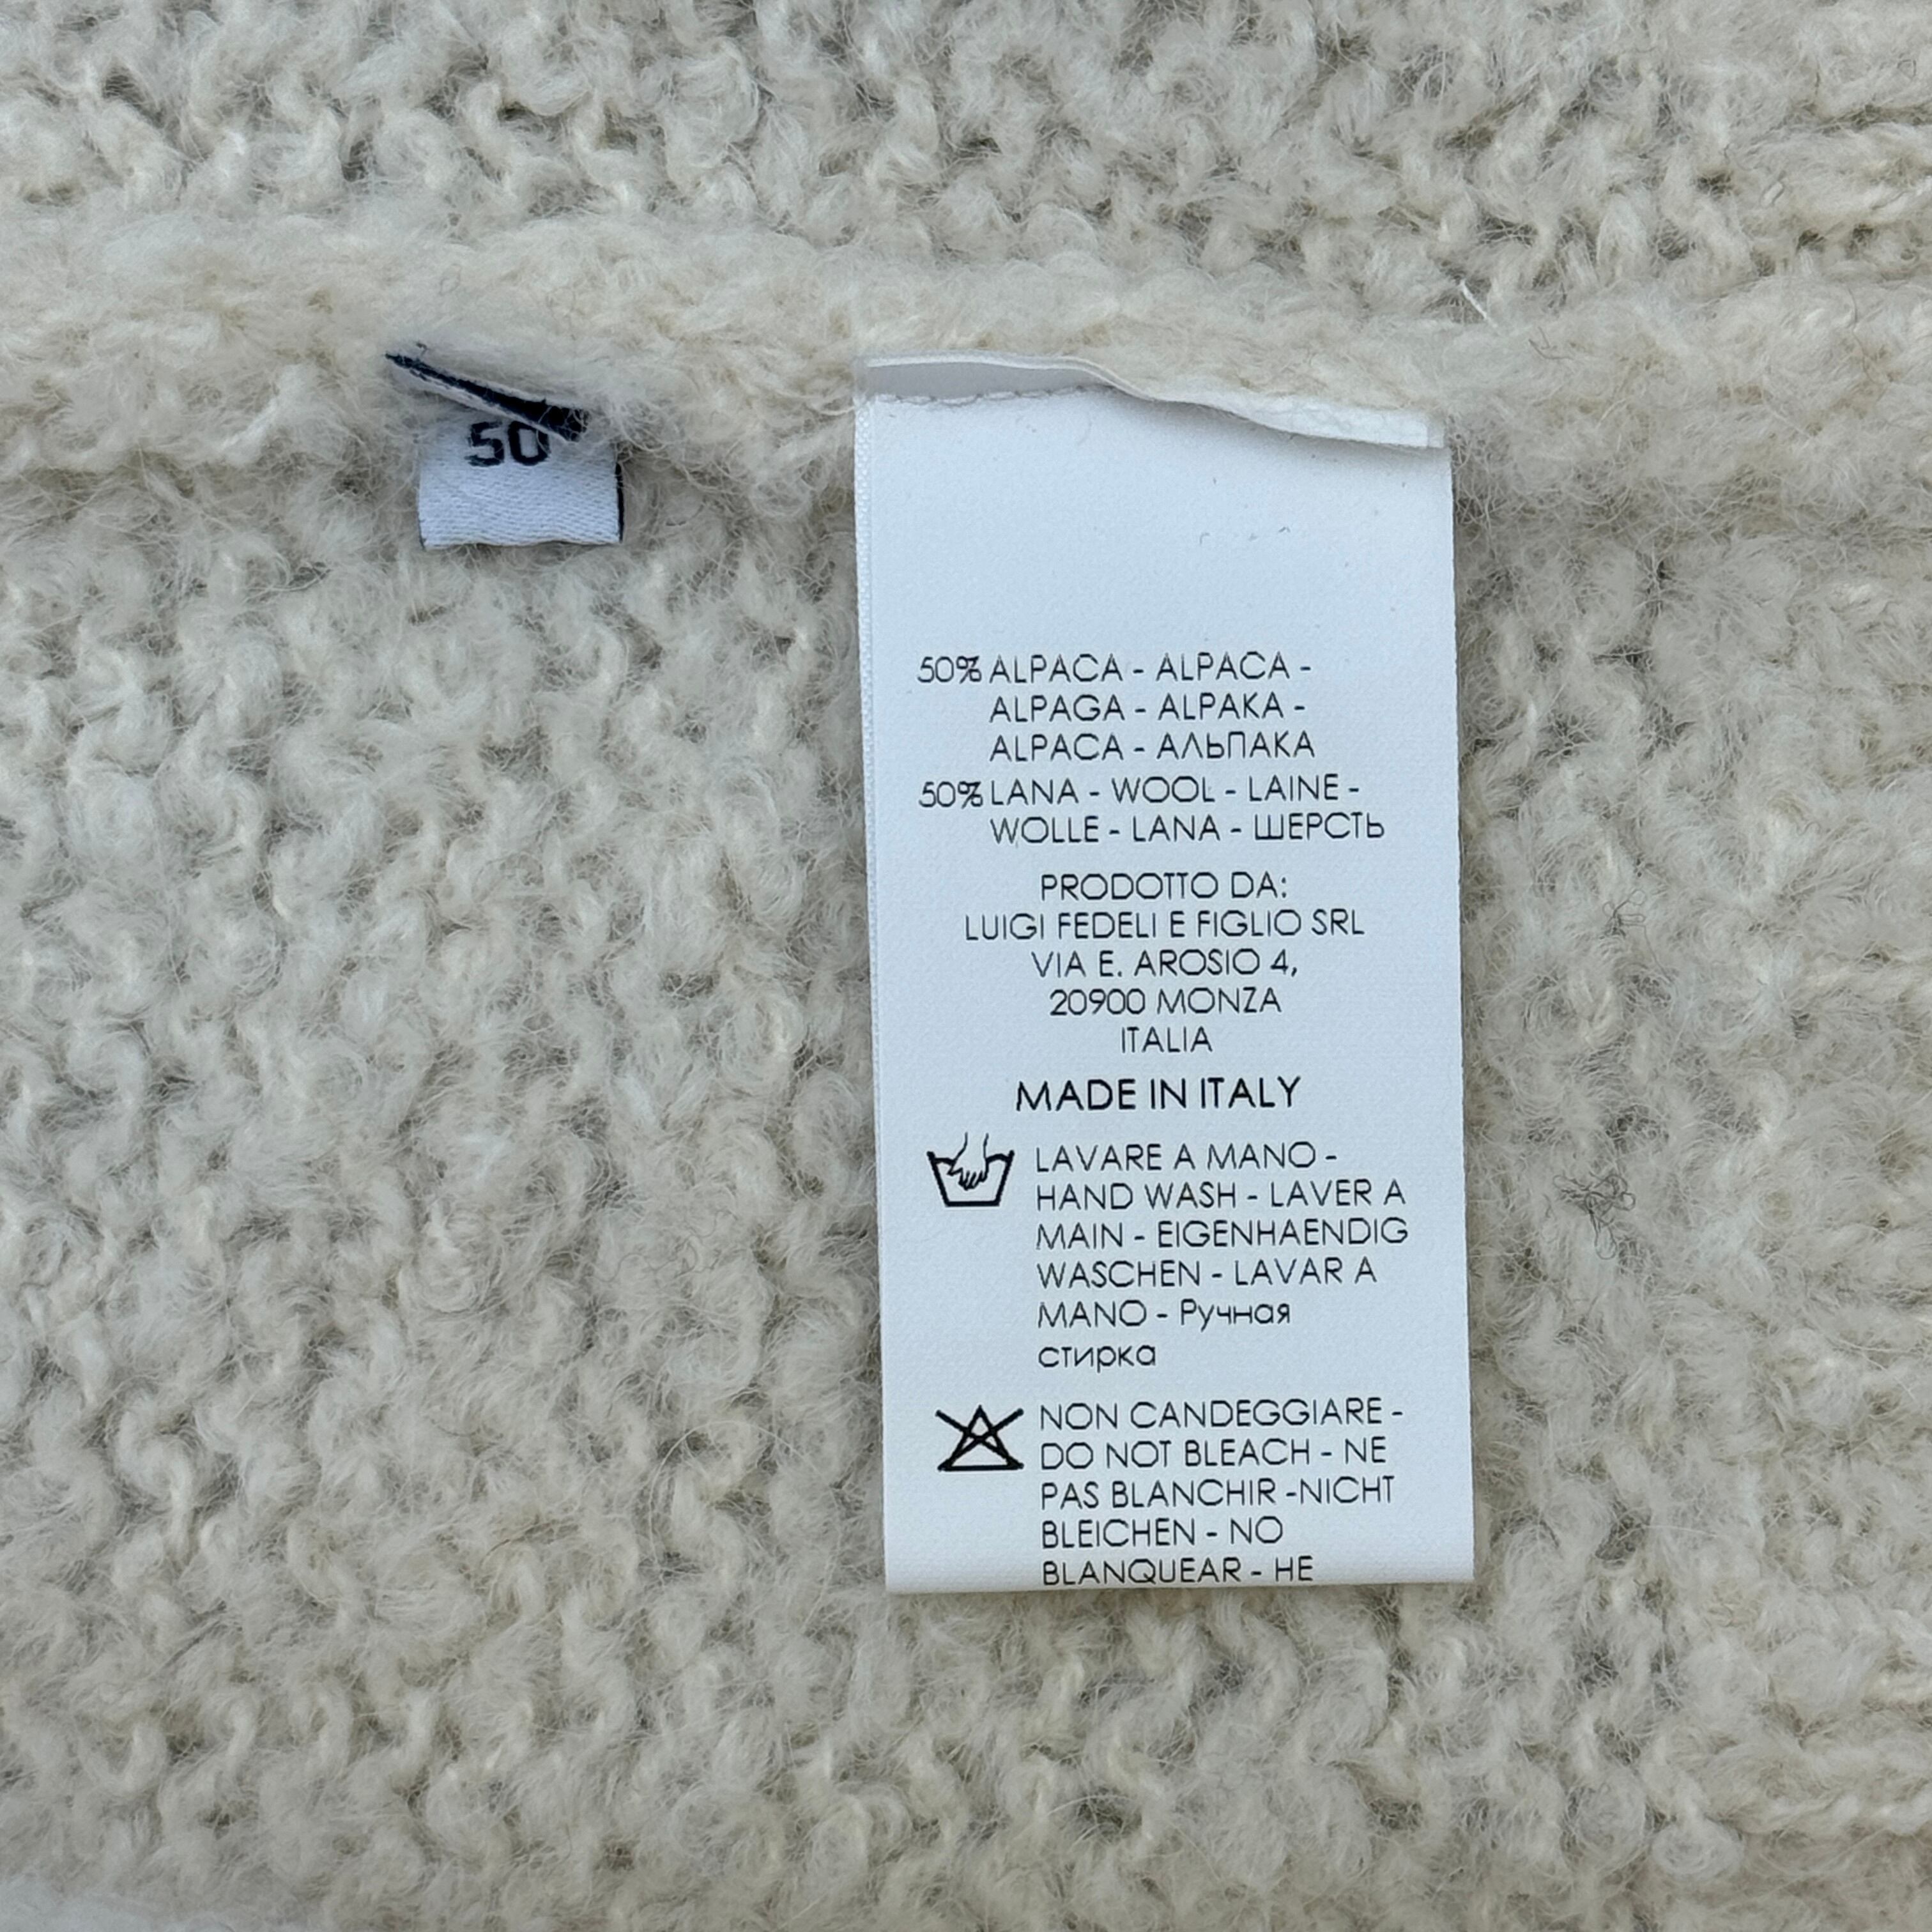 50
50% ALPACA - ALPACA -
ALPAGA - ALPAKA -
ALPACA - АЛЬПАКА
50% LANA - WOOL - LAINE -
WOLLE - LANA - ШЕРСТЬ
PRODOTTO DA:
LUIGI FEDELI E FIGLIO SRL
VIA E. AROSIO 4,
20900 MONZA
ITALIA
MADE IN ITALY
LAVARE A MANO -
HAND WASH - LAVER A
MAIN - EIGENHAENDIG
WASCHEN - LAVAR A
MANO - Ручная
стирка
NON CANDEGGIARE -
DO NOT BLEACH - NE
PAS BLANCHIR -NICHT
BLEICHEN - NO
BLANQUEAR - НЕ